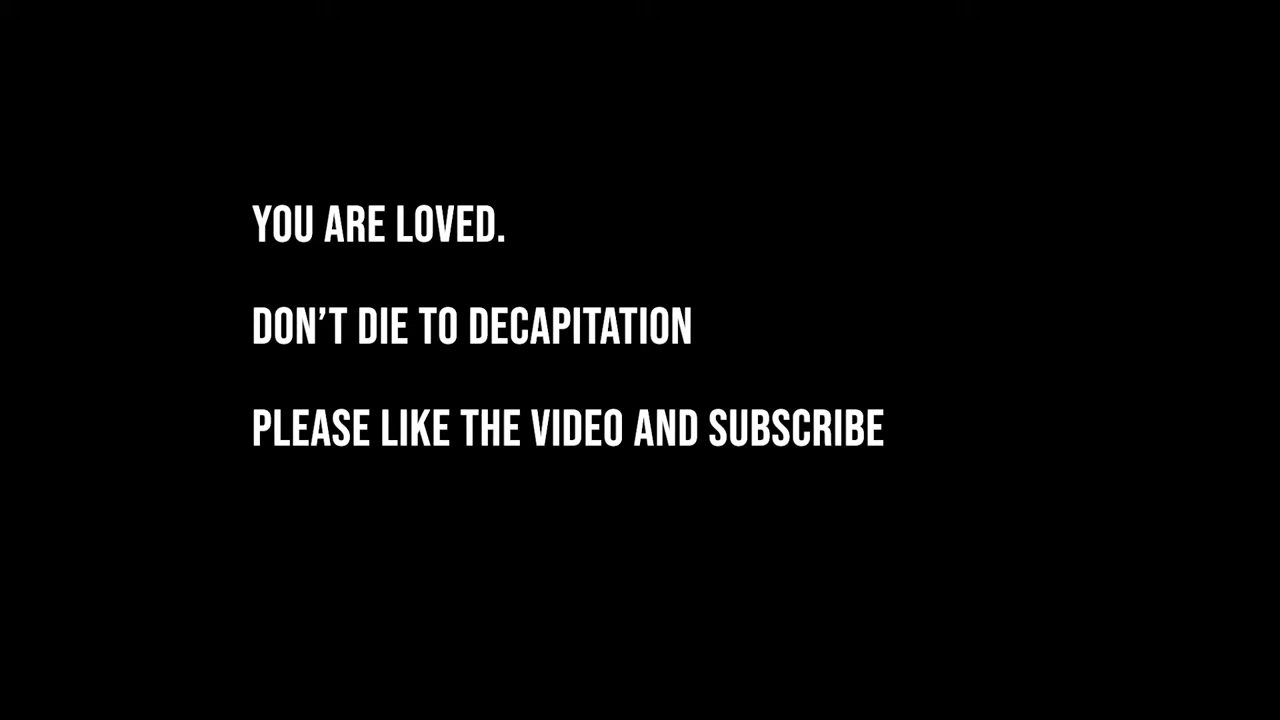 YOU ARE LOVED.
DON’T DIE TO DECAPITATION
PLEASE LIKE THE VIDEO AND SUBSCRIBE